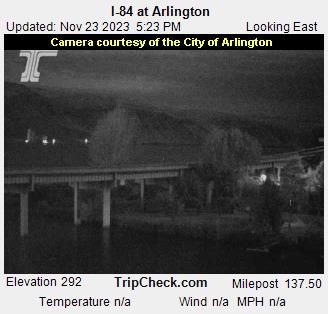 I-84 at Arlington
Updated: Nov 23 2023 5:23 PM Looking East
Camera courtesy of the City of Arlington
Elevation 292 TripCheck.com Milepost 137.50
Temperature n/a Wind n/a MPH n/a